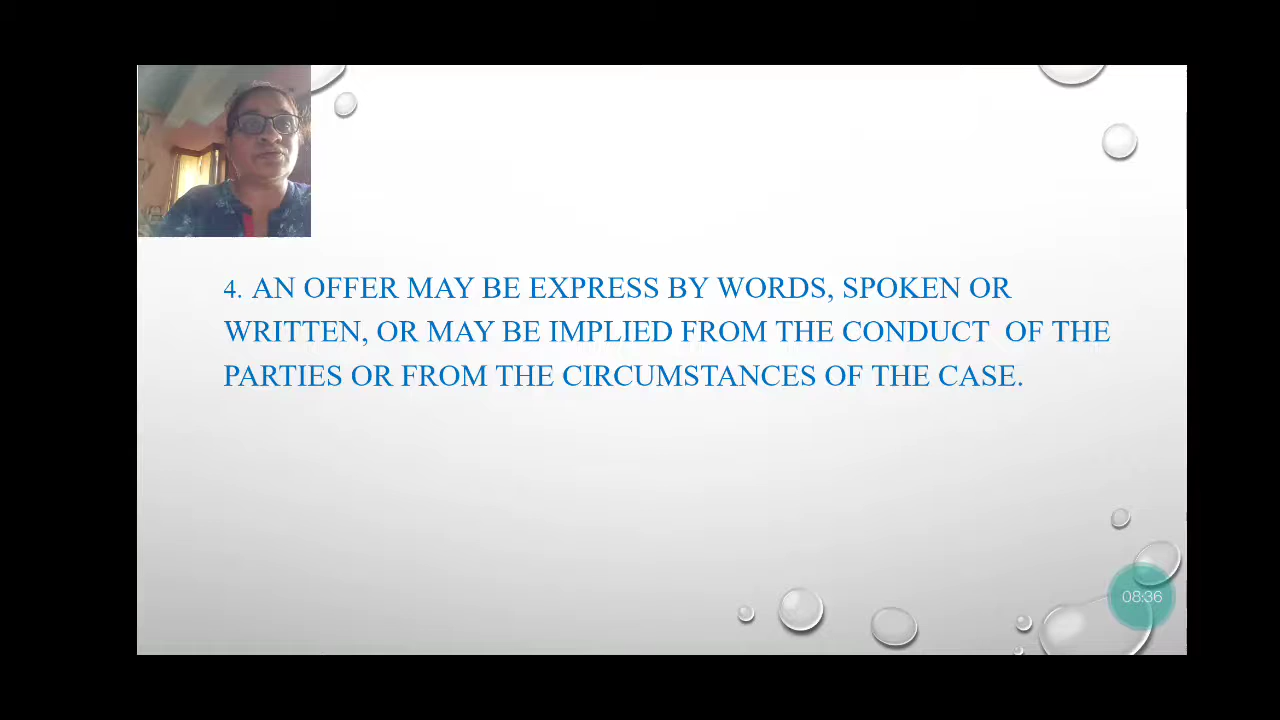 4. AN OFFER MAY BE EXPRESS BY WORDS, SPOKEN OR
WRITTEN, OR MAY BE IMPLIED FROM THE CONDUCT OF THE
PARTIES OR FROM THE CIRCUMSTANCES OF THE CASE.
08:36